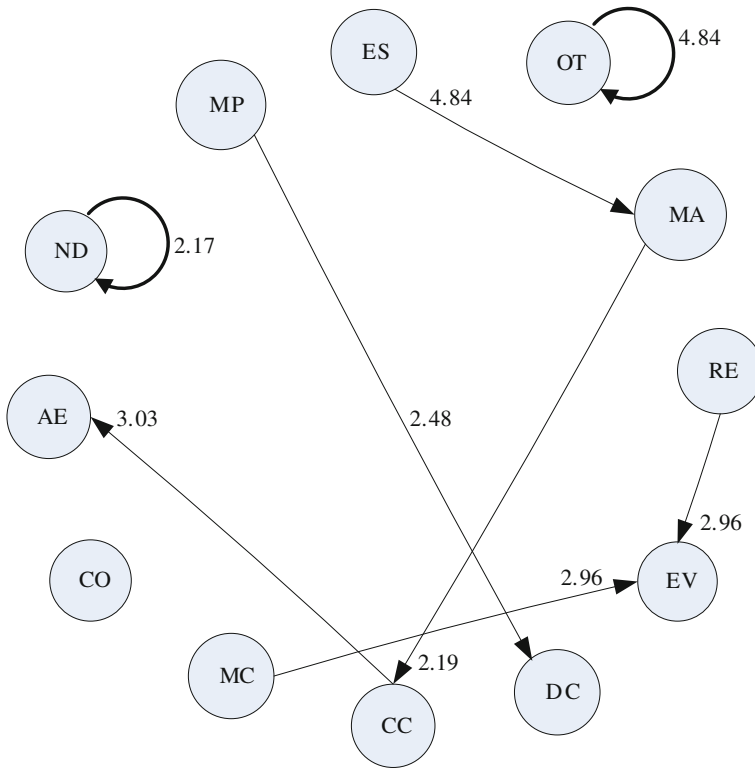 ES
OT
4.84
MP
4.84
MA
ND
2.17
RE
AE
3.03
2.48
2.96
CO
2.96
EV
MC
2.19
DC
CC